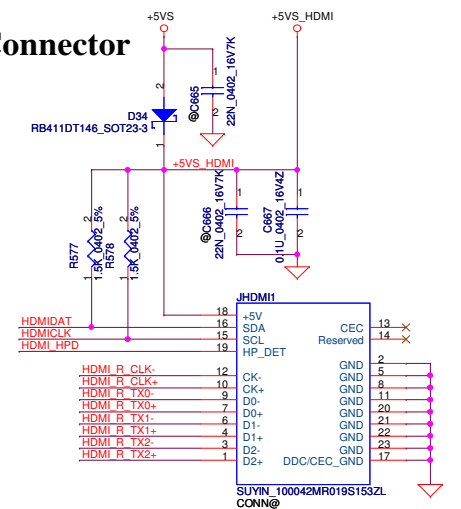 +5VS
+5VS_HDMI
Connector
1
@C665
22N_0402_16V7K
2
2
D34
RB411DT146_SOT23-3
1
+5VS_HDMI
2
R577
1.5K_0402_5%
1
2
R578
1.5K_0402_5%
1
1
@C666
22N_0402_16V7K
2
1
C667
0.1U_0402_16V4Z
2
JHDMI1
18 +5V
HDMIDAT 16 SDA CEC 13
HDMICLK 15 SCL Reserved 14
HDMI_HPD 19 HP_DET
GND 2
HDMI_R_CLK- 12 CK- GND 5
HDMI_R_CLK+ 10 CK+ GND 8
HDMI_R_TX0- 9 D0- GND 11
HDMI_R_TX0+ 7 D0+ GND 20
HDMI_R_TX1- 6 D1- GND 21
HDMI_R_TX1+ 4 D1+ GND 22
HDMI_R_TX2- 3 D2- GND 23
HDMI_R_TX2+ 1 D2+ DDC/CEC_GND 17
SUYIN_100042MR019S153ZL
CONN@